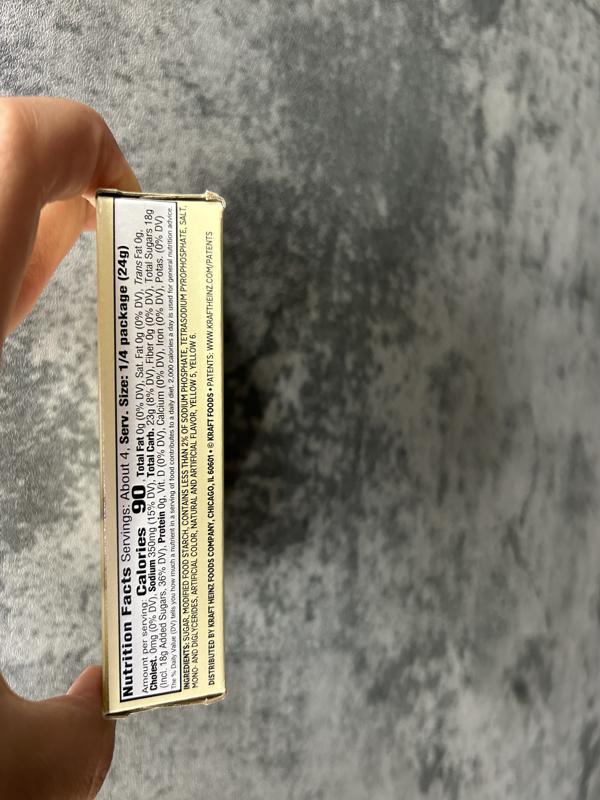 Nutrition Facts Servings: About 4, Serv. Size: 1/4 package (24g)
Amount per serving: Calories 90, Total Fat 0g (0% DV), Sat. Fat 0g (0% DV), Trans Fat 0g,
Cholest. 0mg (0% DV), Sodium 350mg (15% DV), Total Carb. 23g (8% DV), Fiber 0g (0% DV), Total Sugars 18g
(Incl. 18g Added Sugars, 36% DV), Protein 0g, Vit. D (0% DV), Calcium (0% DV), Iron (0% DV), Potas. (0% DV)
The % Daily Value (DV) tells you how much a nutrient in a serving of food contributes to a daily diet. 2,000 calories a day is used for general nutrition advice.
INGREDIENTS: SUGAR, MODIFIED FOOD STARCH, CONTAINS LESS THAN 2% OF SODIUM PHOSPHATE, TETRASODIUM PYROPHOSPHATE, SALT,
MONO- AND DIGLYCERIDES, ARTIFICIAL COLOR, NATURAL AND ARTIFICIAL FLAVOR, YELLOW 5, YELLOW 6.
DISTRIBUTED BY KRAFT HEINZ FOODS COMPANY, CHICAGO, IL 60601 • © KRAFT FOODS • PATENTS: WWW.KRAFTHEINZ.COM/PATENTS